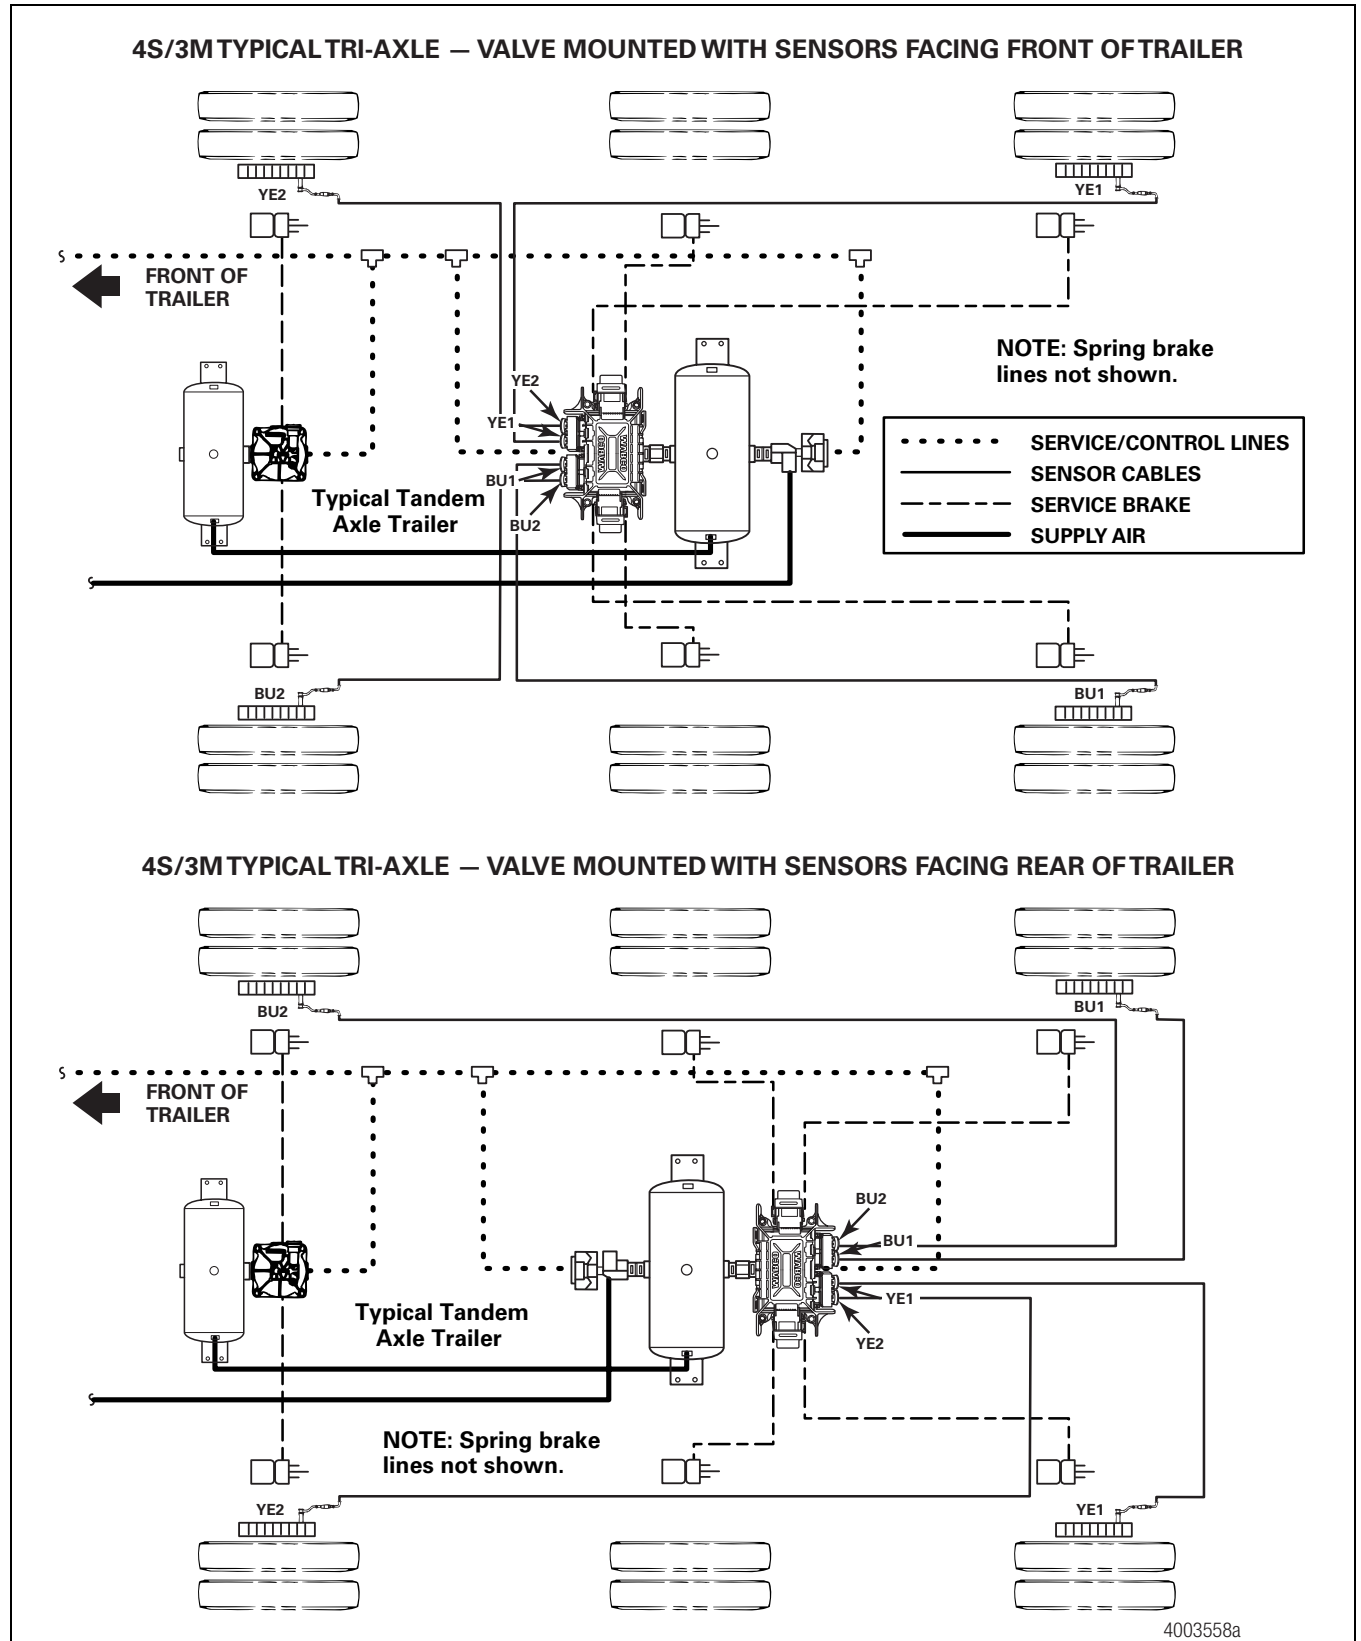 4S/3M TYPICAL TRI-AXLE — VALVE MOUNTED WITH SENSORS FACING FRONT OF TRAILER
YE2
YE1
FRONT OF
TRAILER
NOTE: Spring brake
lines not shown.
YE2
YE1
BU1
BU2
WABCO
WABCO
Typical Tandem
Axle Trailer
SERVICE/CONTROL LINES
SENSOR CABLES
SERVICE BRAKE
SUPPLY AIR
BU2
BU1
4S/3M TYPICAL TRI-AXLE — VALVE MOUNTED WITH SENSORS FACING REAR OF TRAILER
BU2
BU1
FRONT OF
TRAILER
BU2
BU1
YE1
YE2
WABCO
WABCO
Typical Tandem
Axle Trailer
NOTE: Spring brake
lines not shown.
YE2
YE1
4003558a